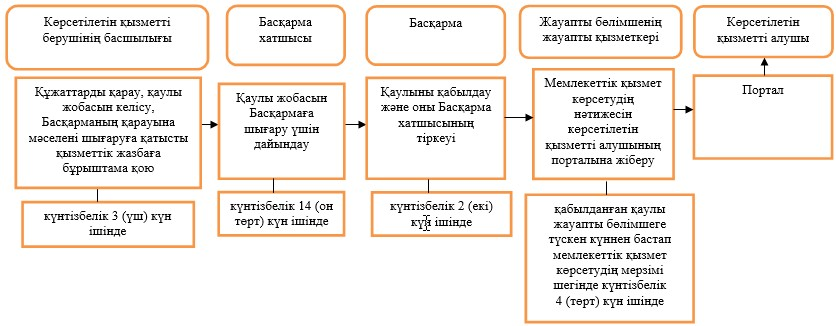 Көрсетілетін қызметті
берушінің басшылығы
Басқарма
хатшысы
Басқарма
Жауапты бөлімшенің
жауапты қызметкері
Көрсетілетін
қызметті алушы
Құжаттарды қарау, қаулы
жобасын келісу,
Басқарманың қарауына
мәселені шығаруға қатысты
қызметтік жазбаға
бұрыштама қою
Қаулы жобасын
Басқармаға
шығару үшін
дайындау
Қаулыны қабылдау
және оны Басқарма
хатшысының
тіркеуі
Мемлекеттік қызмет
көрсетудің
нәтижесін
көрсетілетін
қызметті алушының
порталына жіберу
Портал
күнтізбелік 3 (үш) күн
ішінде
күнтізбелік 14 (он
төрт) күн ішінде
күнтізбелік 2 (екі)
күн ішінде
қабылданған қаулы
жауапты бөлімшеге
түскен күннен бастап
мемлекеттік қызмет
көрсетудің мерзімі
шегінде күнтізбелік
4 (төрт) күн ішінде